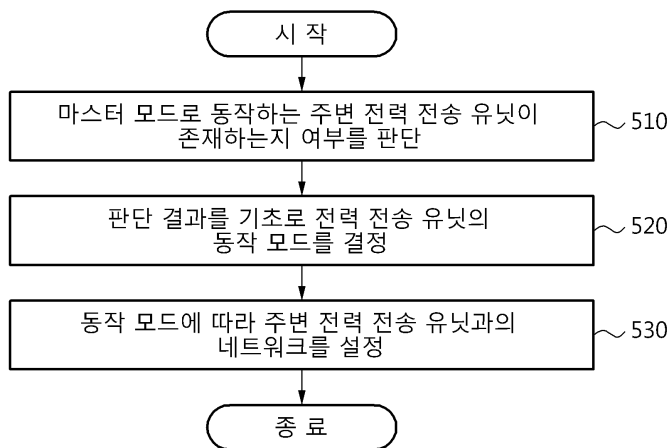 시 작
마스터 모드로 동작하는 주변 전력 전송 유닛이
존재하는지 여부를 판단
510
판단 결과를 기초로 전력 전송 유닛의
동작 모드를 결정
520
동작 모드에 따라 주변 전력 전송 유닛과의
네트워크를 설정
530
종 료